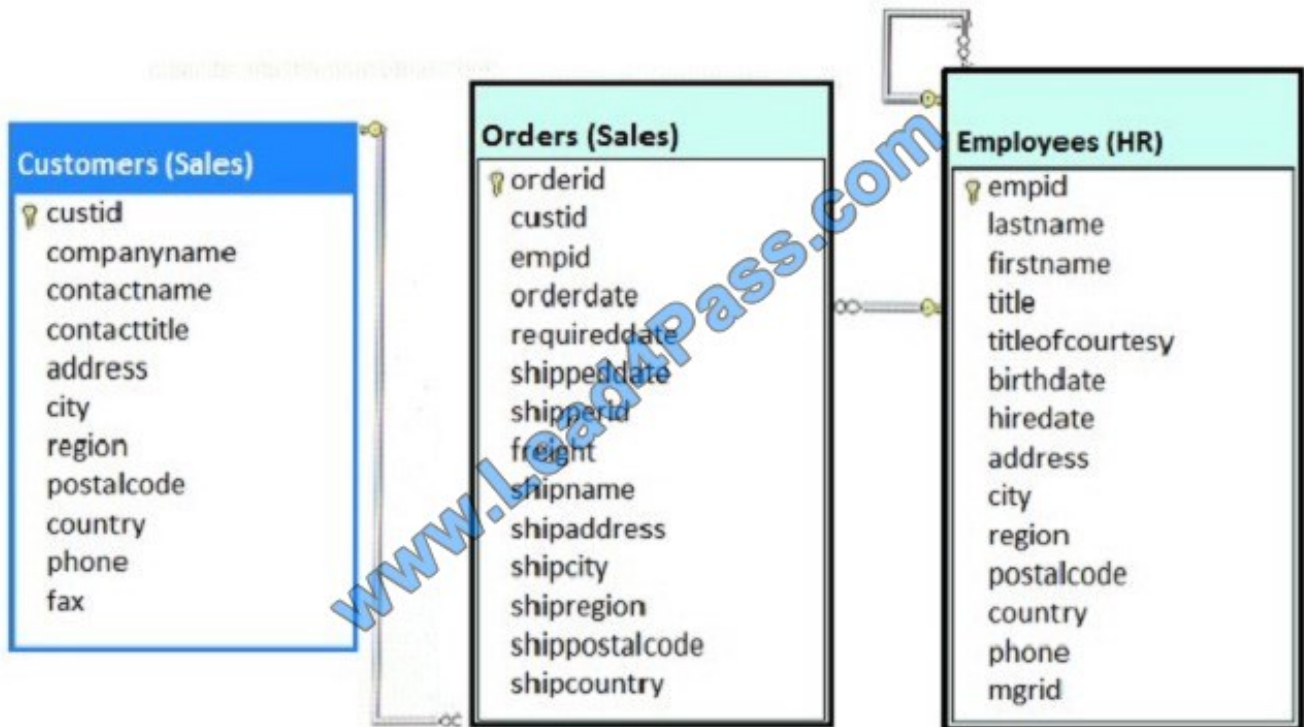 Customers (Sales)
custid
companyname
contactname
contacttitle
address
city
region
postalcode
country
phone
fax
Orders (Sales)
orderid
custid
empid
orderdate
requireddate
shippeddate
shipperid
freight
shipname
shipaddress
shipcity
shipregion
shippostalcode
shipcountry
Employees (HR)
empid
lastname
firstname
title
titleofcourtesy
birthdate
hiredate
address
city
region
postalcode
country
phone
mgrid
www.Lead4Pass.com